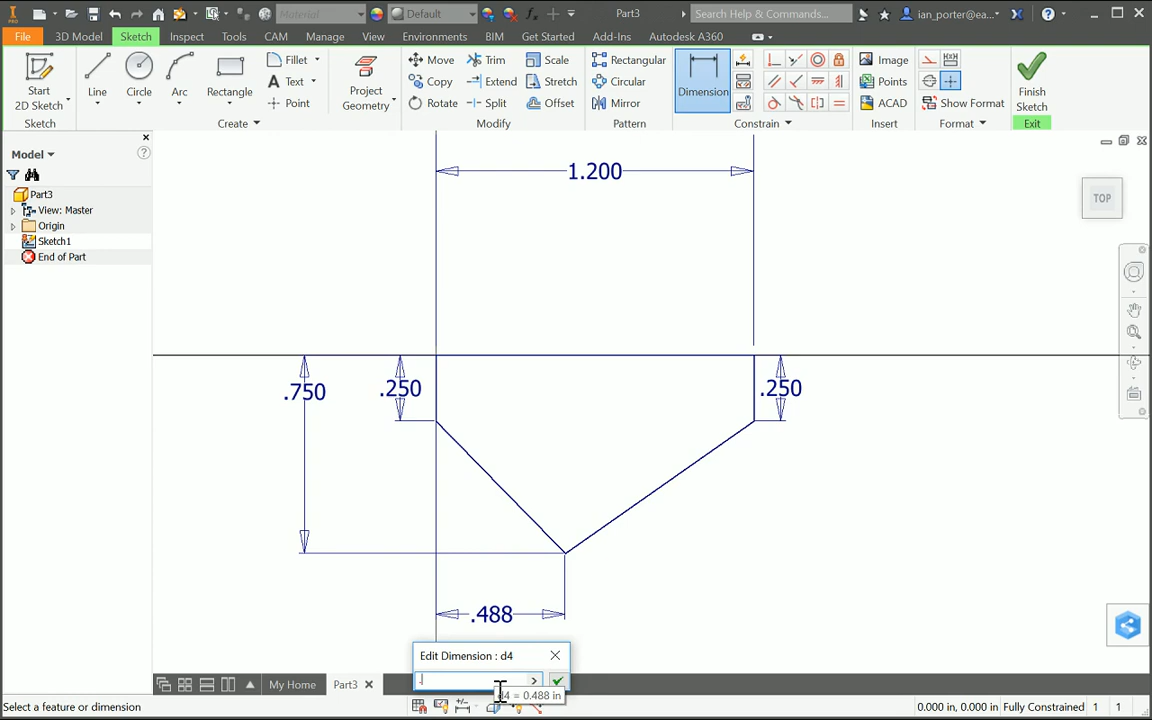 PRO
Material
Default
Part3
Search Help & Commands...
ian_porter@ea...
File
3D Model
Sketch
Inspect
Tools
CAM
Manage
View
Environments
BIM
Get Started
Add-Ins
Autodesk A360
Start
2D Sketch
Line
Circle
Arc
Rectangle
Fillet
Text
Point
Project
Geometry
Move
Copy
Rotate
Trim
Extend
Split
Scale
Stretch
Offset
Rectangular
Circular
Mirror
Dimension
Image
Points
ACAD
Show Format
Finish
Sketch
Sketch
Create
Modify
Pattern
Constrain
Insert
Format
Exit
Model
Part3
View: Master
Origin
Sketch1
End of Part
TOP
1.200
.750
.250
.250
.488
Edit Dimension : d4
.
d4 = 0.488 in
My Home
Part3
Select a feature or dimension
0.000 in, 0.000 in Fully Constrained 1 1